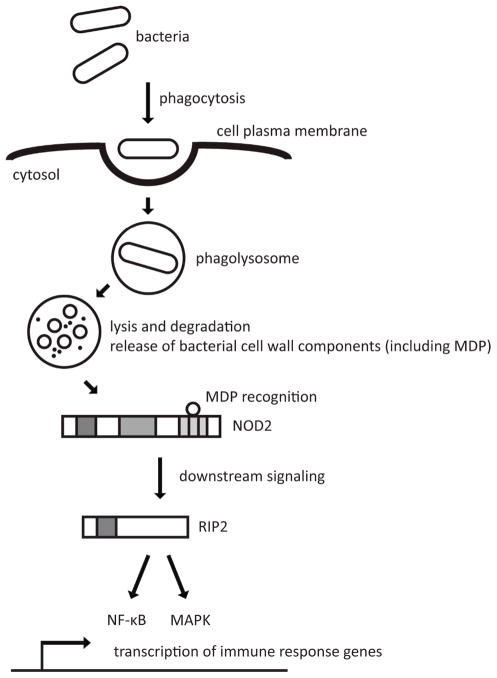 bacteria
phagocytosis
cell plasma membrane
cytosol
phagolysosome
lysis and degradation
release of bacterial cell wall components (including MDP)
MDP recognition
NOD2
downstream signaling
RIP2
NF-κB
MAPK
transcription of immune response genes